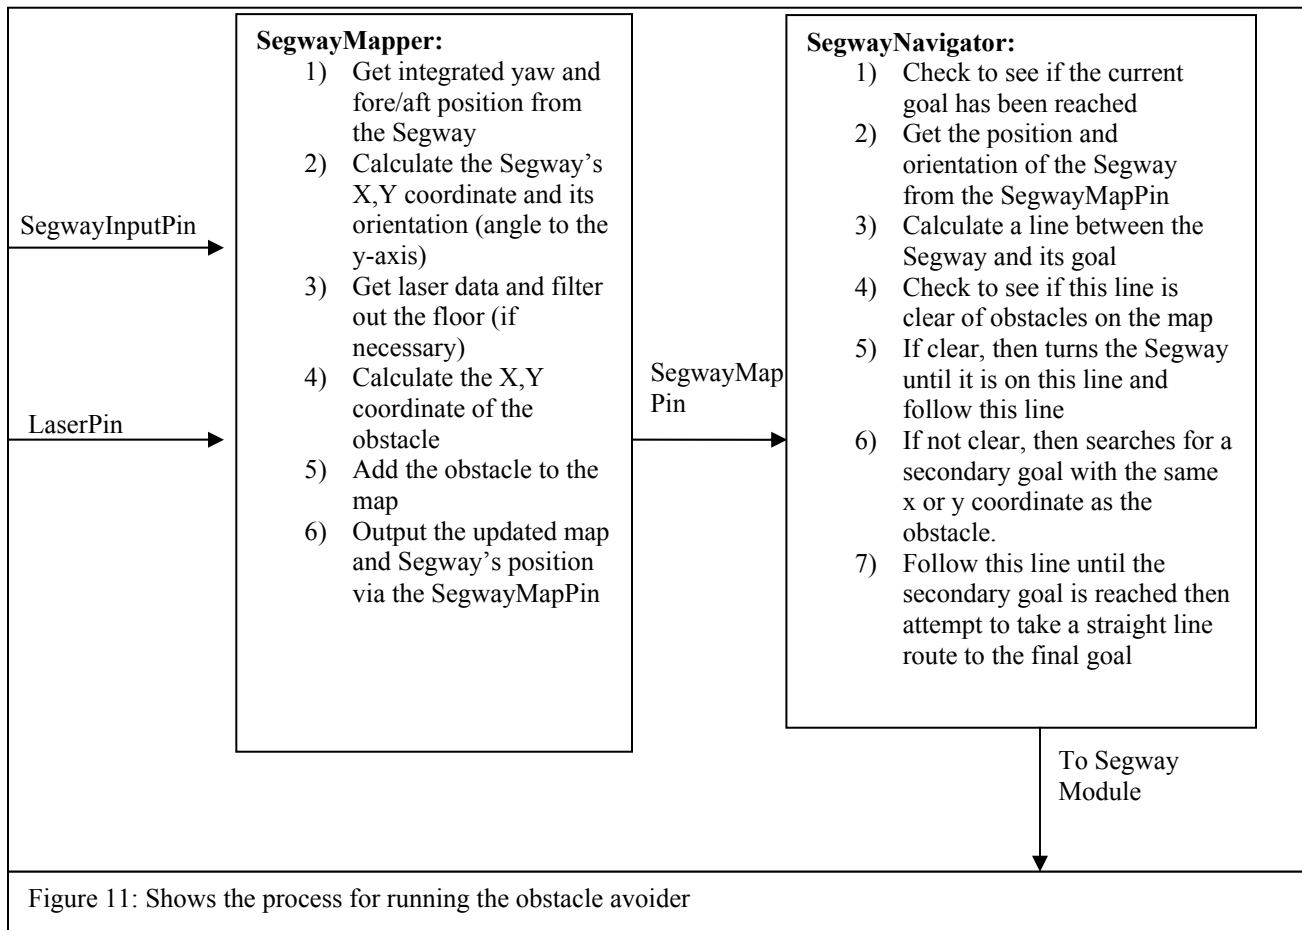 SegwayInputPin
LaserPin
SegwayMapper:
1) Get integrated yaw and
fore/aft position from
the Segway
2) Calculate the Segway's
X,Y coordinate and its
orientation (angle to the
y-axis)
3) Get laser data and filter
out the floor (if
necessary)
4) Calculate the X,Y
coordinate of the
obstacle
5) Add the obstacle to the
map
6) Output the updated map
and Segway's position
via the SegwayMapPin
SegwayMap
Pin
SegwayNavigator:
1) Check to see if the current
goal has been reached
2) Get the position and
orientation of the Segway
from the SegwayMapPin
3) Calculate a line between the
Segway and its goal
4) Check to see if this line is
clear of obstacles on the map
5) If clear, then turns the Segway
until it is on this line and
follow this line
6) If not clear, then searches for a
secondary goal with the same
x or y coordinate as the
obstacle.
7) Follow this line until the
secondary goal is reached then
attempt to take a straight line
route to the final goal
To Segway
Module
Figure 11: Shows the process for running the obstacle avoider